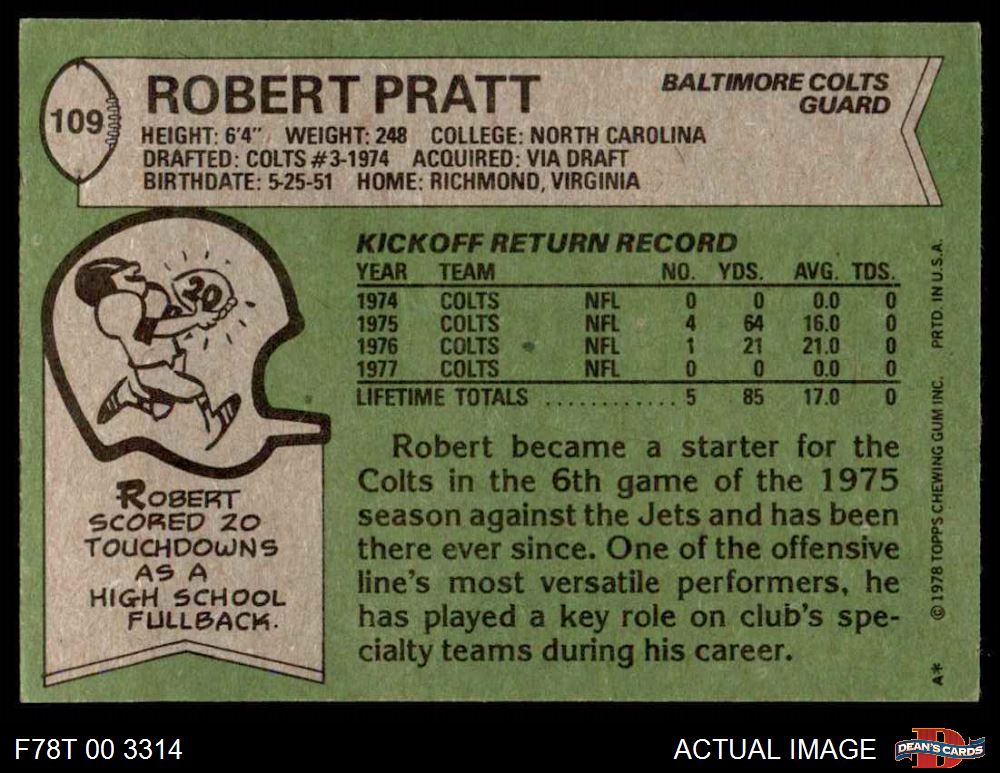 109
ROBERT PRATT
BALTIMORE COLTS
GUARD
HEIGHT: 6'4" WEIGHT: 248 COLLEGE: NORTH CAROLINA
DRAFTED: COLTS #3-1974 ACQUIRED: VIA DRAFT
BIRTHDATE: 5-25-51 HOME: RICHMOND, VIRGINIA
20
KICKOFF RETURN RECORD
YEAR TEAM NO. YDS. AVG. TDS.
1974 COLTS NFL 0 0 0.0 0
1975 COLTS NFL 4 64 16.0 0
1976 COLTS NFL 1 21 21.0 0
1977 COLTS NFL 0 0 0.0 0
LIFETIME TOTALS ............ 5 85 17.0 0
Robert became a starter for the
Colts in the 6th game of the 1975
season against the Jets and has been
there ever since. One of the offensive
line's most versatile performers, he
has played a key role on club's spe-
cialty teams during his career.
ROBERT
SCORED 20
TOUCHDOWNS
AS A
HIGH SCHOOL
FULLBACK.
A* © 1978 TOPPS CHEWING GUM INC. PRTD. IN U.S.A.
F78T 00 3314
ACTUAL IMAGE
D
DEAN'S CARDS